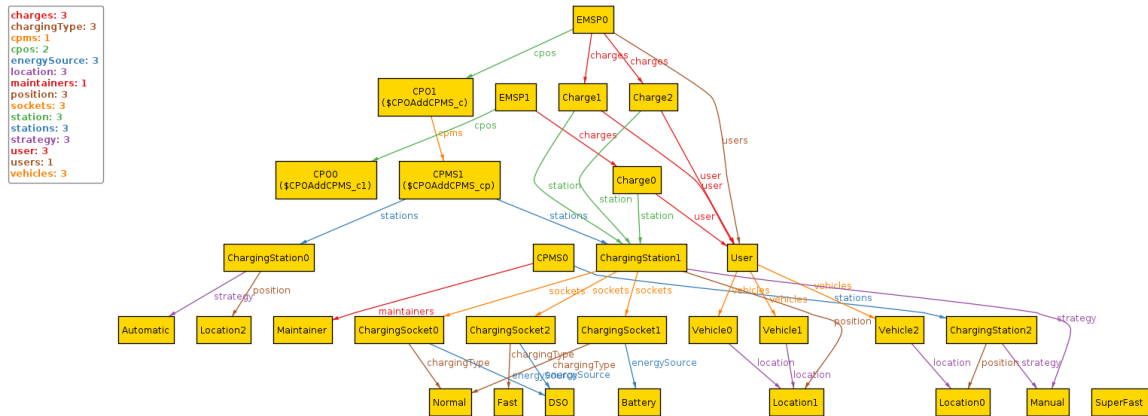 charges: 3
chargingType: 3
cpms: 1
cpos: 2
energySource: 3
location: 3
maintainers: 1
position: 3
sockets: 3
station: 3
stations: 3
strategy: 3
user: 3
users: 1
vehicles: 3
EMSP0
cpos
charges
charges
CPO1
($CPOAddCPMS_c)
EMSP1
Charge1
Charge2
cpos
cpms
charges
users
CPO0
($CPOAddCPMS_c1)
CPMS1
($CPOAddCPMS_cp)
Charge0
station
user
user
station
stations
stations
station
user
ChargingStation0
CPMS0
ChargingStation1
User
strategy
position
maintainers
sockets
sockets
sockets
vehicles
vehicles
vehicles
stations
position
strategy
Automatic
Location2
Maintainer
ChargingSocket0
ChargingSocket2
ChargingSocket1
Vehicle0
Vehicle1
Vehicle2
ChargingStation2
chargingType
chargingType
chargingType
energySource
energySource
energySource
location
location
location
position
strategy
Normal
Fast
DSO
Battery
Location1
Location0
Manual
SuperFast